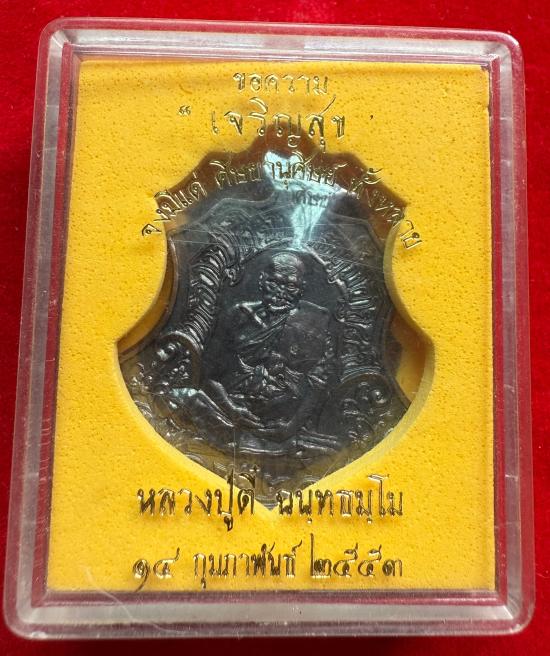 ขอความ
“ เจริญสุข
จงมีแด่ ศิษยานุศิษย์ ทั้งหลาย
หลวงปู่ตี๋ ฉนฺทธมฺโม
๑๔ กุมภาพันธ์ ๒๕๕๓